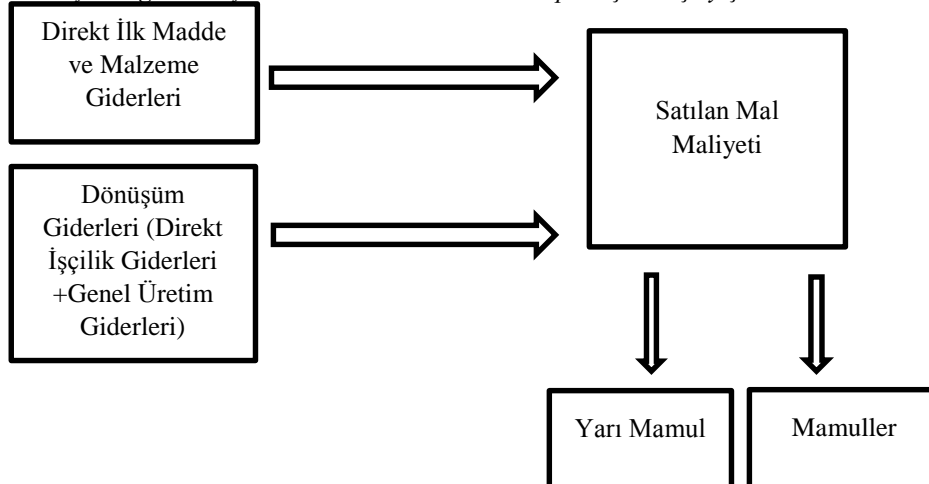 Direkt İlk Madde
ve Malzeme
Giderleri
Satılan Mal
Maliyeti
Dönüşüm
Giderleri (Direkt
İşçilik Giderleri
+Genel Üretim
Giderleri)
Yarı Mamul
Mamuller